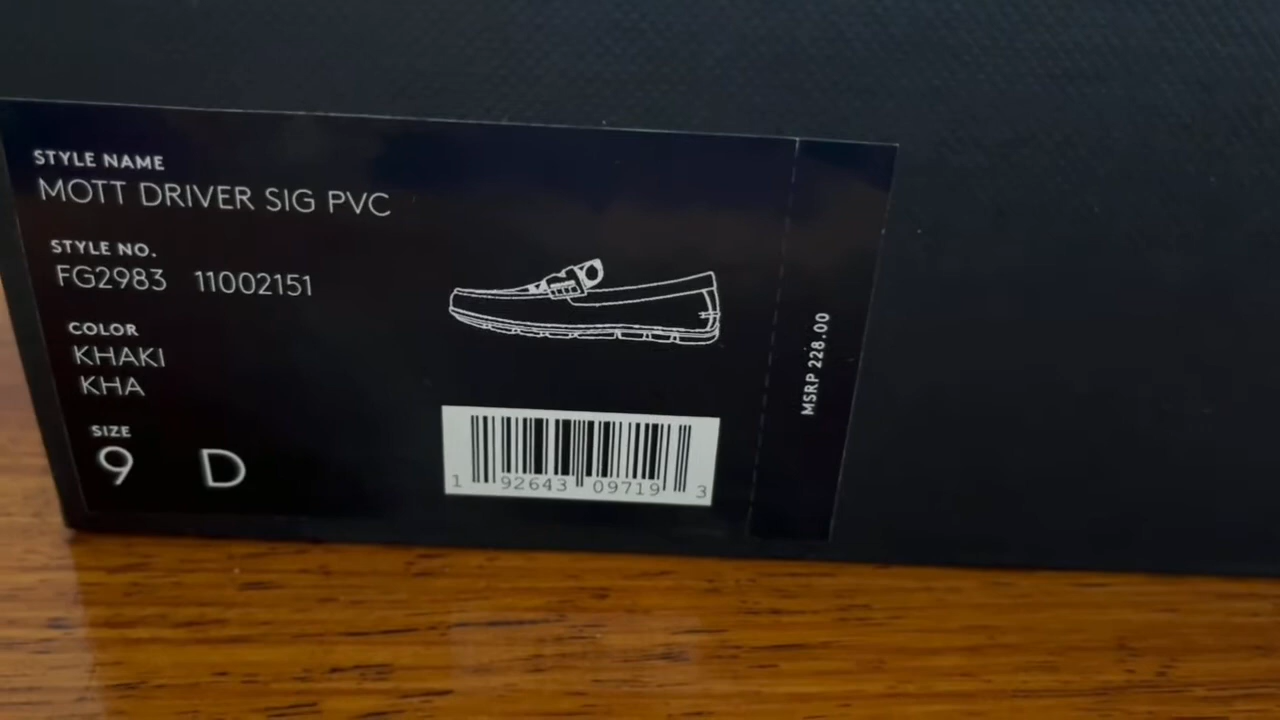 STYLE NAME
MOTT DRIVER SIG PVC
STYLE NO.
FG2983 11002151
COLOR
KHAKI
KHA
SIZE
9 D
1 92643 09719 3
MSRP 228.00